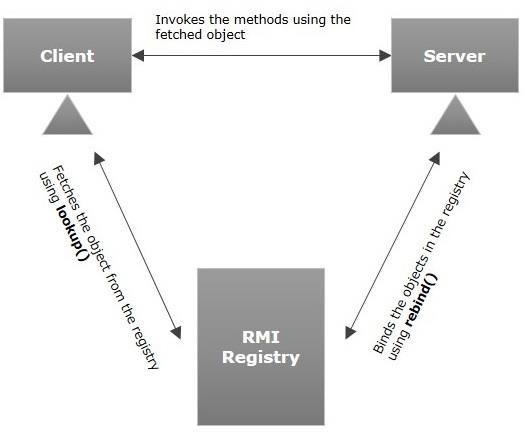 Invokes the methods using the
fetched object
Client
Server
Fetches the object from the registry
using lookup()
Binds the objects in the registry
using rebind()
RMI
Registry